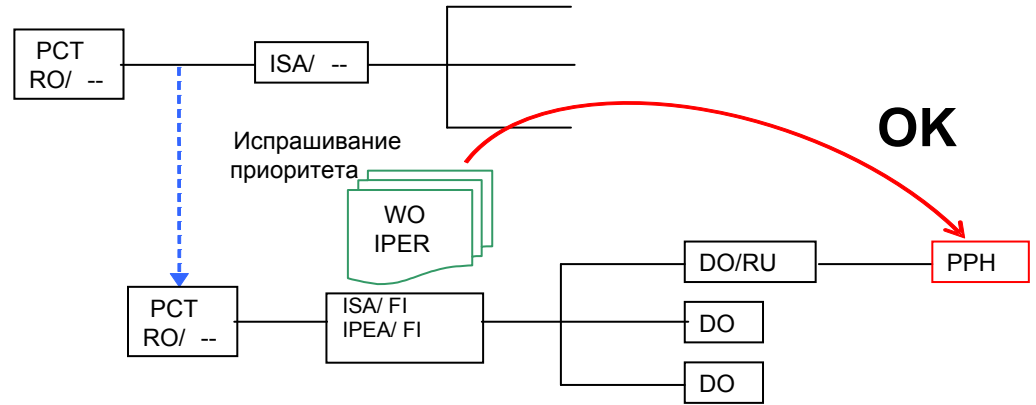 PCT
RO/ --
ISA/ --
OK
Испрашивание
приоритета
WO
IPER
DO/RU
PPH
PCT
RO/ --
ISA/ FI
IPEA/ FI
DO
DO